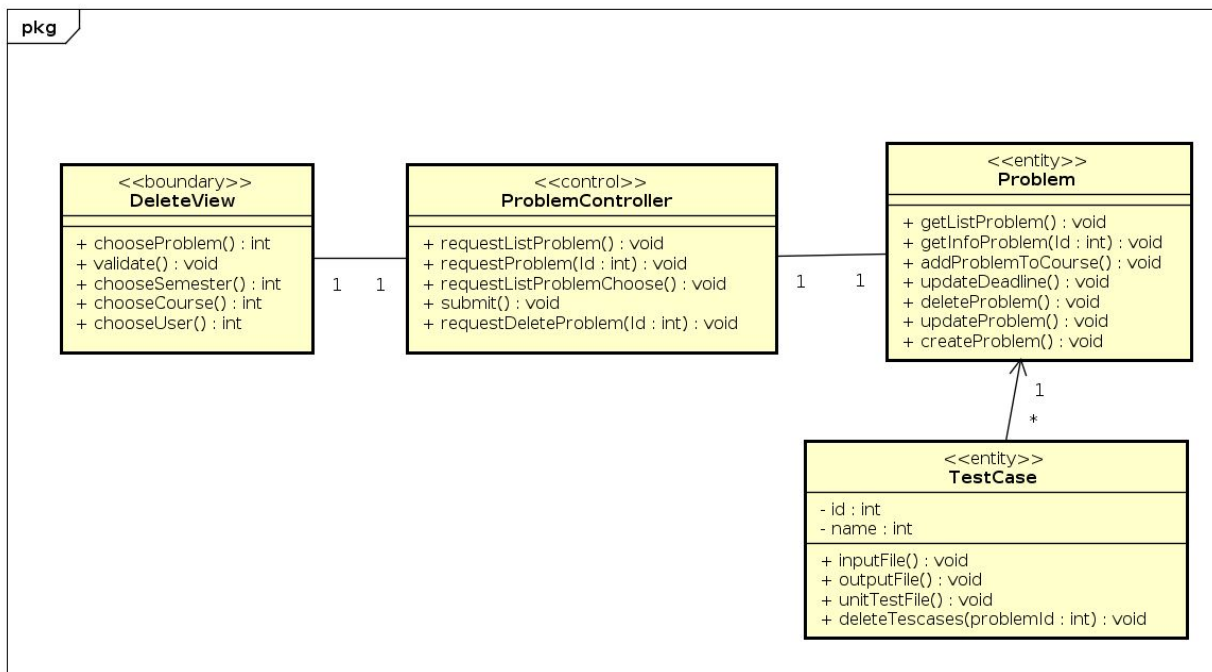 pkg
<<boundary>>
DeleteView
+ chooseProblem() : int
+ validate() : void
+ chooseSemester() : int
+ chooseCourse() : int
+ chooseUser() : int
1 1
<<control>>
ProblemController
+ requestListProblem() : void
+ requestProblem(Id : int) : void
+ requestListProblemChoose() : void
+ submit() : void
+ requestDeleteProblem(Id : int) : void
1 1
<<entity>>
Problem
+ getListProblem() : void
+ getInfoProblem(Id : int) : void
+ addProblemToCourse() : void
+ updateDeadline() : void
+ deleteProblem() : void
+ updateProblem() : void
+ createProblem() : void
1
*
<<entity>>
TestCase
- id : int
- name : int
+ inputFile() : void
+ outputFile() : void
+ unitTestFile() : void
+ deleteTescases(problemId : int) : void